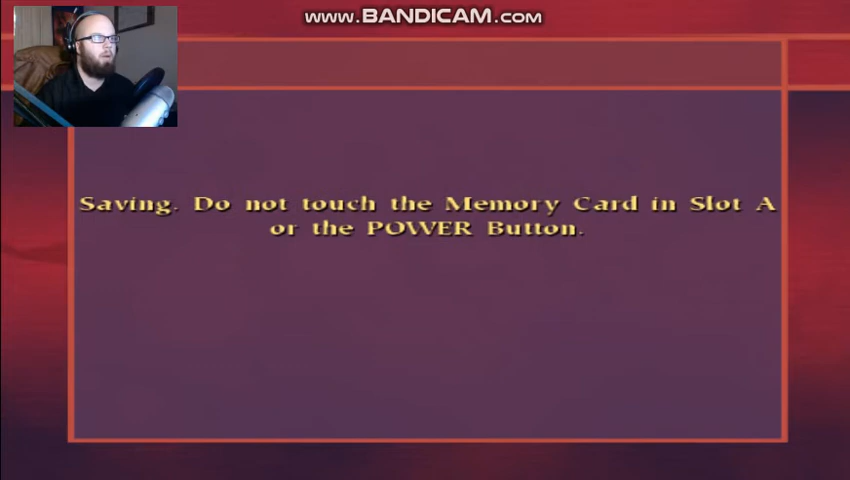 www.BANDICAM.com
Saving. Do not touch the Memory Card in Slot A
or the POWER Button.